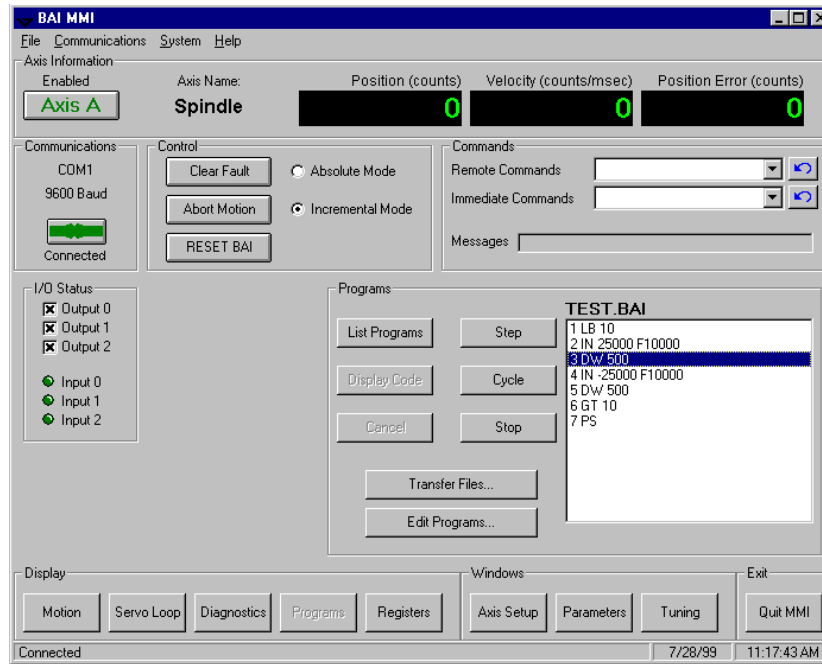 BAI MMI
File Communications System Help
Axis Information
Enabled
Axis Name:
Position (counts)
Velocity (counts/msec)
Position Error (counts)
Axis A
Spindle
0
0
0
Communications
COM1
9600 Baud
Connected
Control
Clear Fault
Absolute Mode
Abort Motion
Incremental Mode
RESET BAI
Commands
Remote Commands
Immediate Commands
Messages
I/O Status
Output 0
Output 1
Output 2
Input 0
Input 1
Input 2
Programs
List Programs
Step
Display Code
Cycle
Cancel
Stop
Transfer Files...
Edit Programs...
TEST.BAI
1 LB 10
2 IN 25000 F10000
3 DW 500
4 IN -25000 F10000
5 DW 500
6 GT 10
7 PS
Display
Motion
Servo Loop
Diagnostics
Programs
Registers
Windows
Axis Setup
Parameters
Tuning
Exit
Quit MMI
Connected
7/28/99
11:17:43 AM